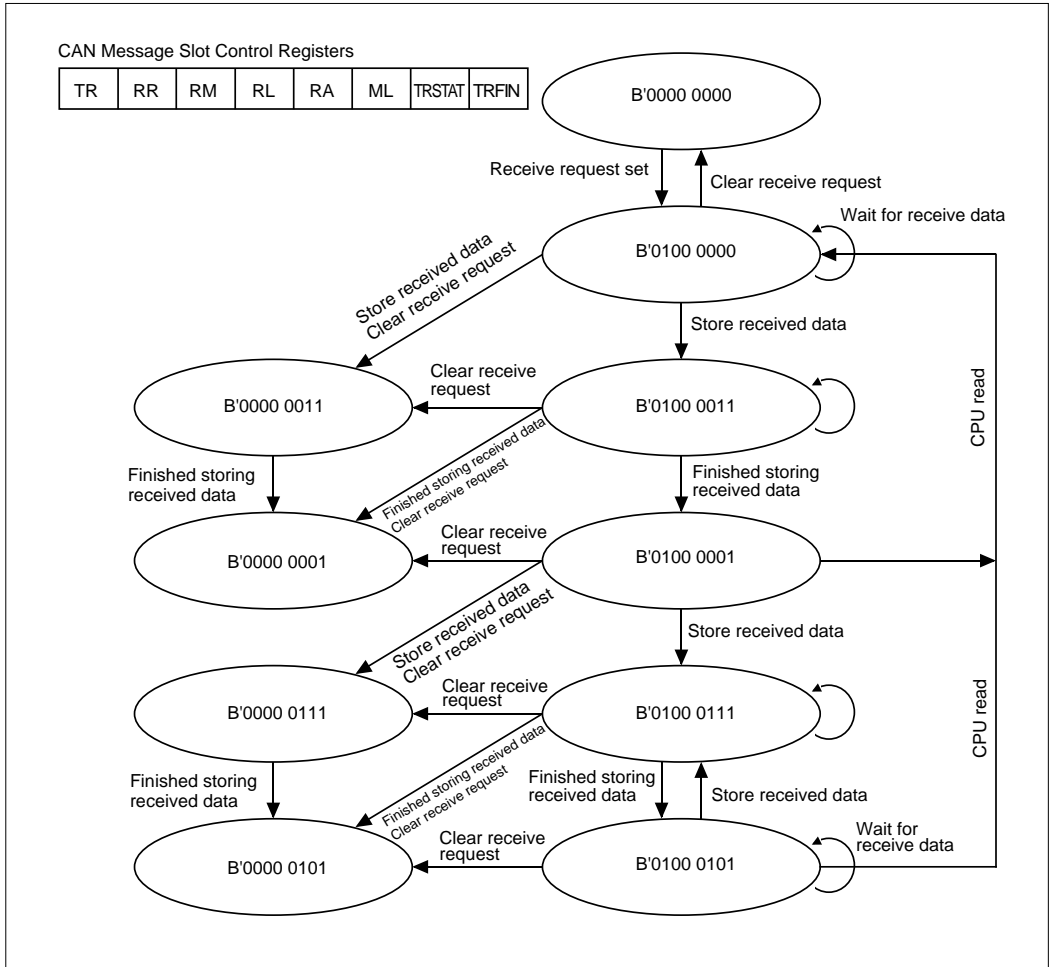 CAN Message Slot Control Registers
TR RR RM RL RA ML TRSTAT TRFIN
B'0000 0000
Receive request set
Clear receive request
Wait for receive data
B'0100 0000
Store received data
Clear receive request
Store received data
Clear receive
request
B'0000 0011
B'0100 0011
CPU read
Finished storing
received data
Finished storing received data
Clear receive request
Finished storing
received data
Clear receive
request
B'0000 0001
B'0100 0001
Store received data
Clear receive request
Store received data
Clear receive
request
B'0000 0111
B'0100 0111
CPU read
Finished storing
received data
Finished storing received data
Clear receive request
Finished storing
received data
Store received data
Clear receive
request
Wait for
receive data
B'0000 0101
B'0100 0101